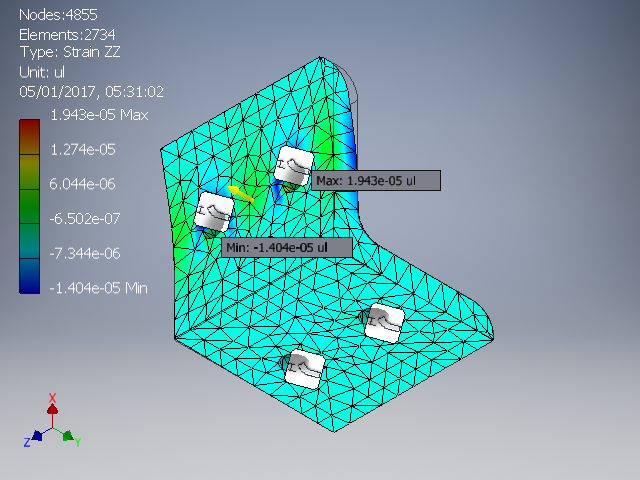 Nodes:4855
Elements:2734
Type: Strain ZZ
Unit: ul
05/01/2017, 05:31:02
1.943e-05 Max
1.274e-05
6.044e-06
-6.502e-07
-7.344e-06
-1.404e-05 Min
Max: 1.943e-05 ul
Min: -1.404e-05 ul
X
Z
Y